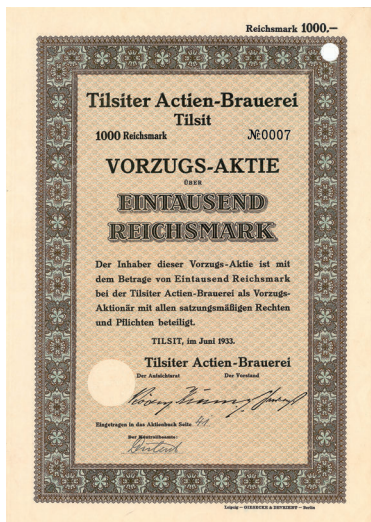 Reichsmark 1000.—
Tilsiter Actien-Brauerei
Tilsit
1000 Reichsmark № 0007
VORZUGS-AKTIE
ÜBER
EINTAUSEND
REICHSMARK
Der Inhaber dieser Vorzugs-Aktie ist mit
dem Betrage von Eintausend Reichsmark
bei der Tilsiter Actien-Brauerei als Vorzugs-
Aktionär mit allen satzungsmäßigen Rechten
und Pflichten beteiligt.
TILSIT, im Juni 1933.
Tilsiter Actien-Brauerei
Der Aufsichtsrat Der Vorstand
Eingetragen in das Aktienbuch Seite 41
Der Kontrollbeamte:
Leipzig — GIESECKE & DEVRIENT — Berlin